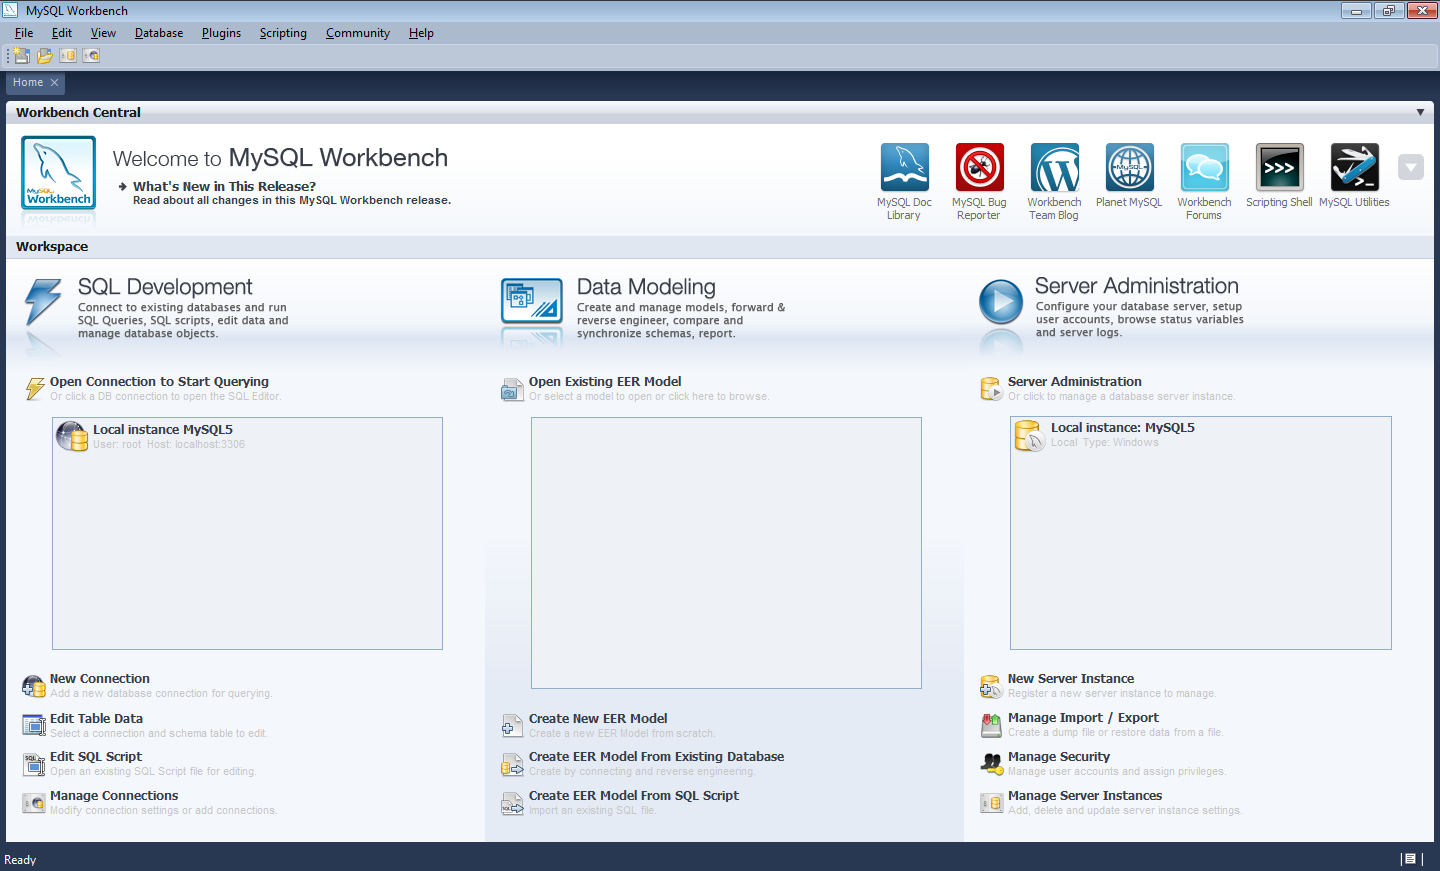 MySQL Workbench
File Edit View Database Plugins Scripting Community Help
Home
Workbench Central
MySQL
Workbench
Welcome to MySQL Workbench
What's New in This Release?
Read about all changes in this MySQL Workbench release.
MySQL Doc
Library
MySQL Bug
Reporter
Workbench
Team Blog
MySQL
Planet MySQL
Workbench
Forums
>>>
Scripting Shell
MySQL Utilities
Workspace
SQL Development
Connect to existing databases and run
SQL Queries, SQL scripts, edit data and
manage database objects.
Open Connection to Start Querying
Or click a DB connection to open the SQL Editor.
Local instance MySQL5
User: root Host: localhost:3306
New Connection
Add a new database connection for querying.
Edit Table Data
Select a connection and schema table to edit.
SQL
Edit SQL Script
Open an existing SQL Script file for editing.
Manage Connections
Modify connection settings or add connections.
Data Modeling
Create and manage models, forward &
reverse engineer, compare and
synchronize schemas, report.
Open Existing EER Model
Or select a model to open or click here to browse.
Create New EER Model
Create a new EER Model from scratch.
Create EER Model From Existing Database
Create by connecting and reverse engineering.
SQL
Create EER Model From SQL Script
Import an existing SQL file.
Server Administration
Configure your database server, setup
user accounts, browse status variables
and server logs.
Server Administration
Or click to manage a database server instance.
Local instance: MySQL5
Local Type: Windows
New Server Instance
Register a new server instance to manage.
Manage Import / Export
Create a dump file or restore data from a file.
Manage Security
Manage user accounts and assign privileges.
Manage Server Instances
Add, delete and update server instance settings.
Ready